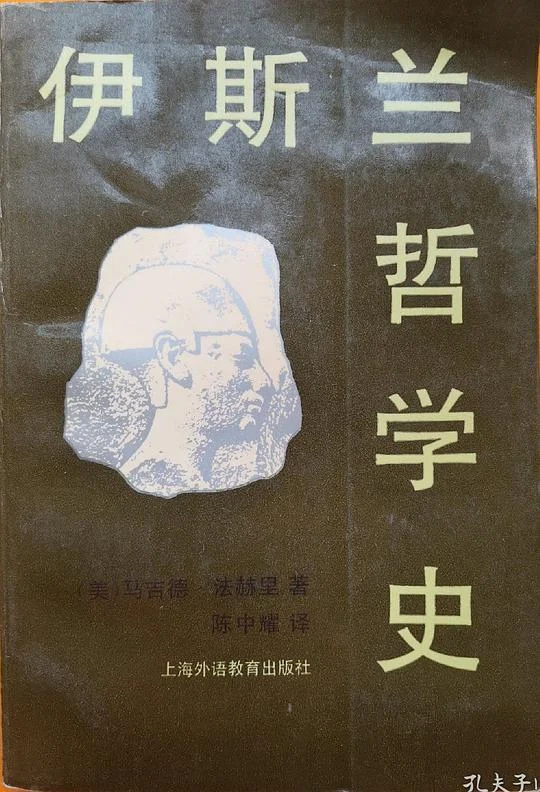 伊斯兰
哲学史
(美)马吉德·法赫里 著
陈中耀 译
上海外语教育出版社
孔夫子